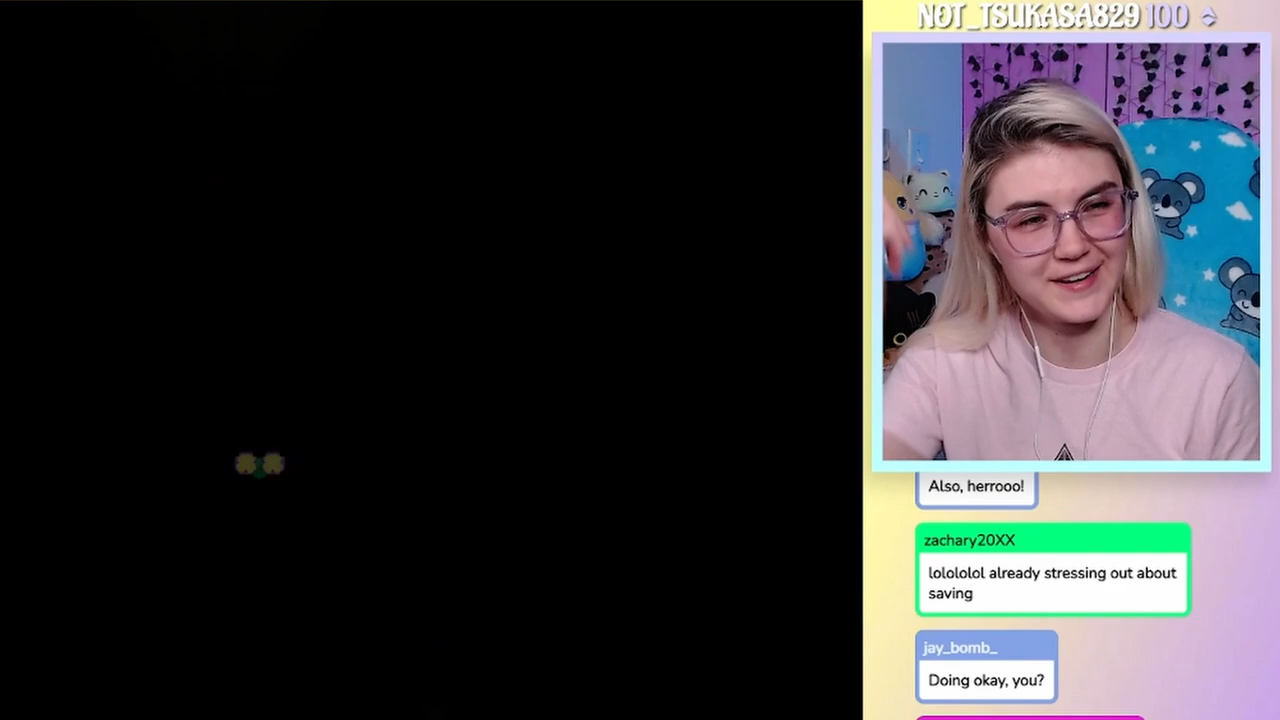 NOT_TSUKASA829 100
Also, herrooo!
zachary20XX
lolololol already stressing out about
saving
jay_bomb_
Doing okay, you?